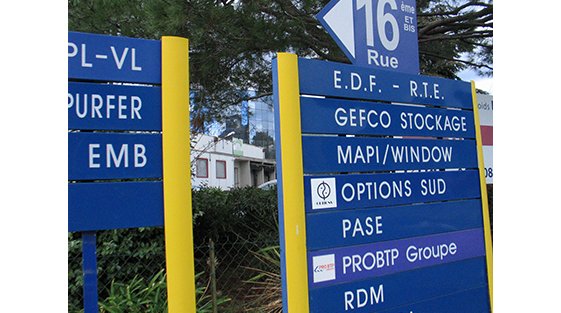 PL-VL
PURFER
EMB
16 ème
ET BIS
Rue
E.D.F. - R.T.E.
GEFCO STOCKAGE
MAPI/WINDOW
OPTIONS SUD
PASE
PROBTP Groupe
RDM